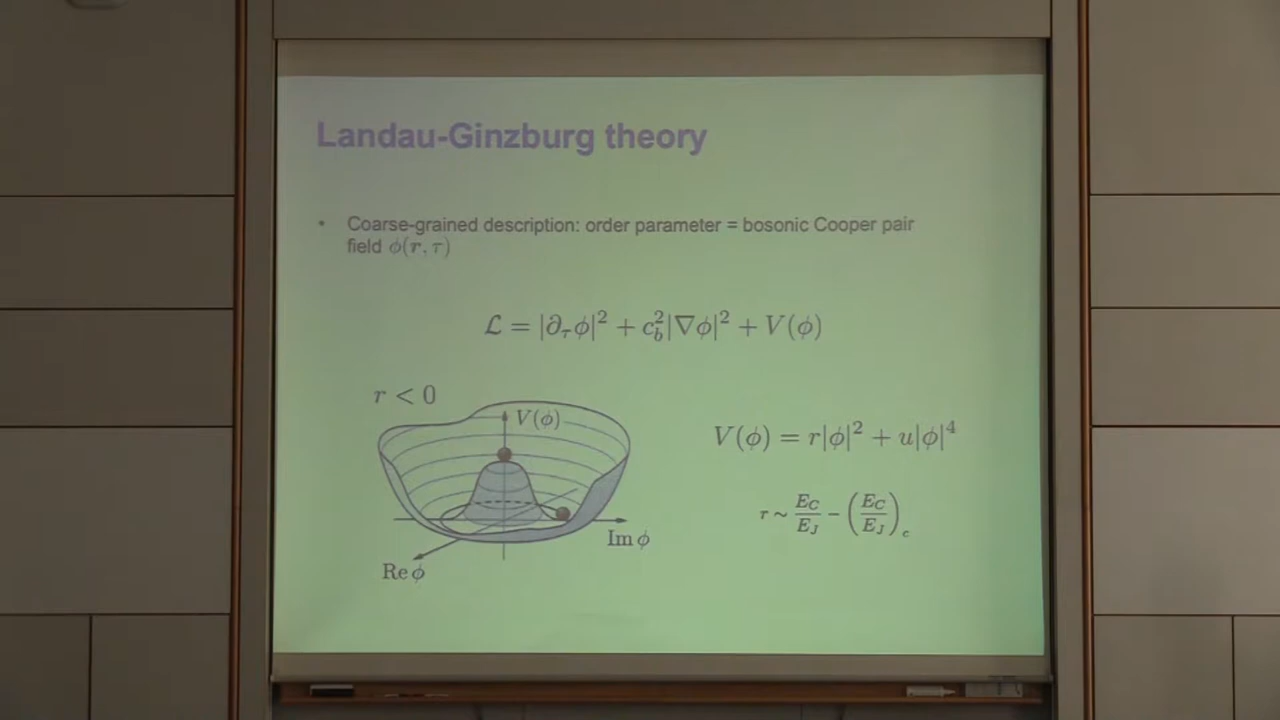 Landau-Ginzburg theory
• Coarse-grained description: order parameter = bosonic Cooper pair
field ϕ(r, τ)
ℒ = |∂_τ ϕ|² + c_b² |∇ϕ|² + V(ϕ)
r < 0
V(ϕ)
V(ϕ) = r|ϕ|² + u|ϕ|⁴
r ~ E_C/E_J − (E_C/E_J)_c
Im ϕ
Re ϕ